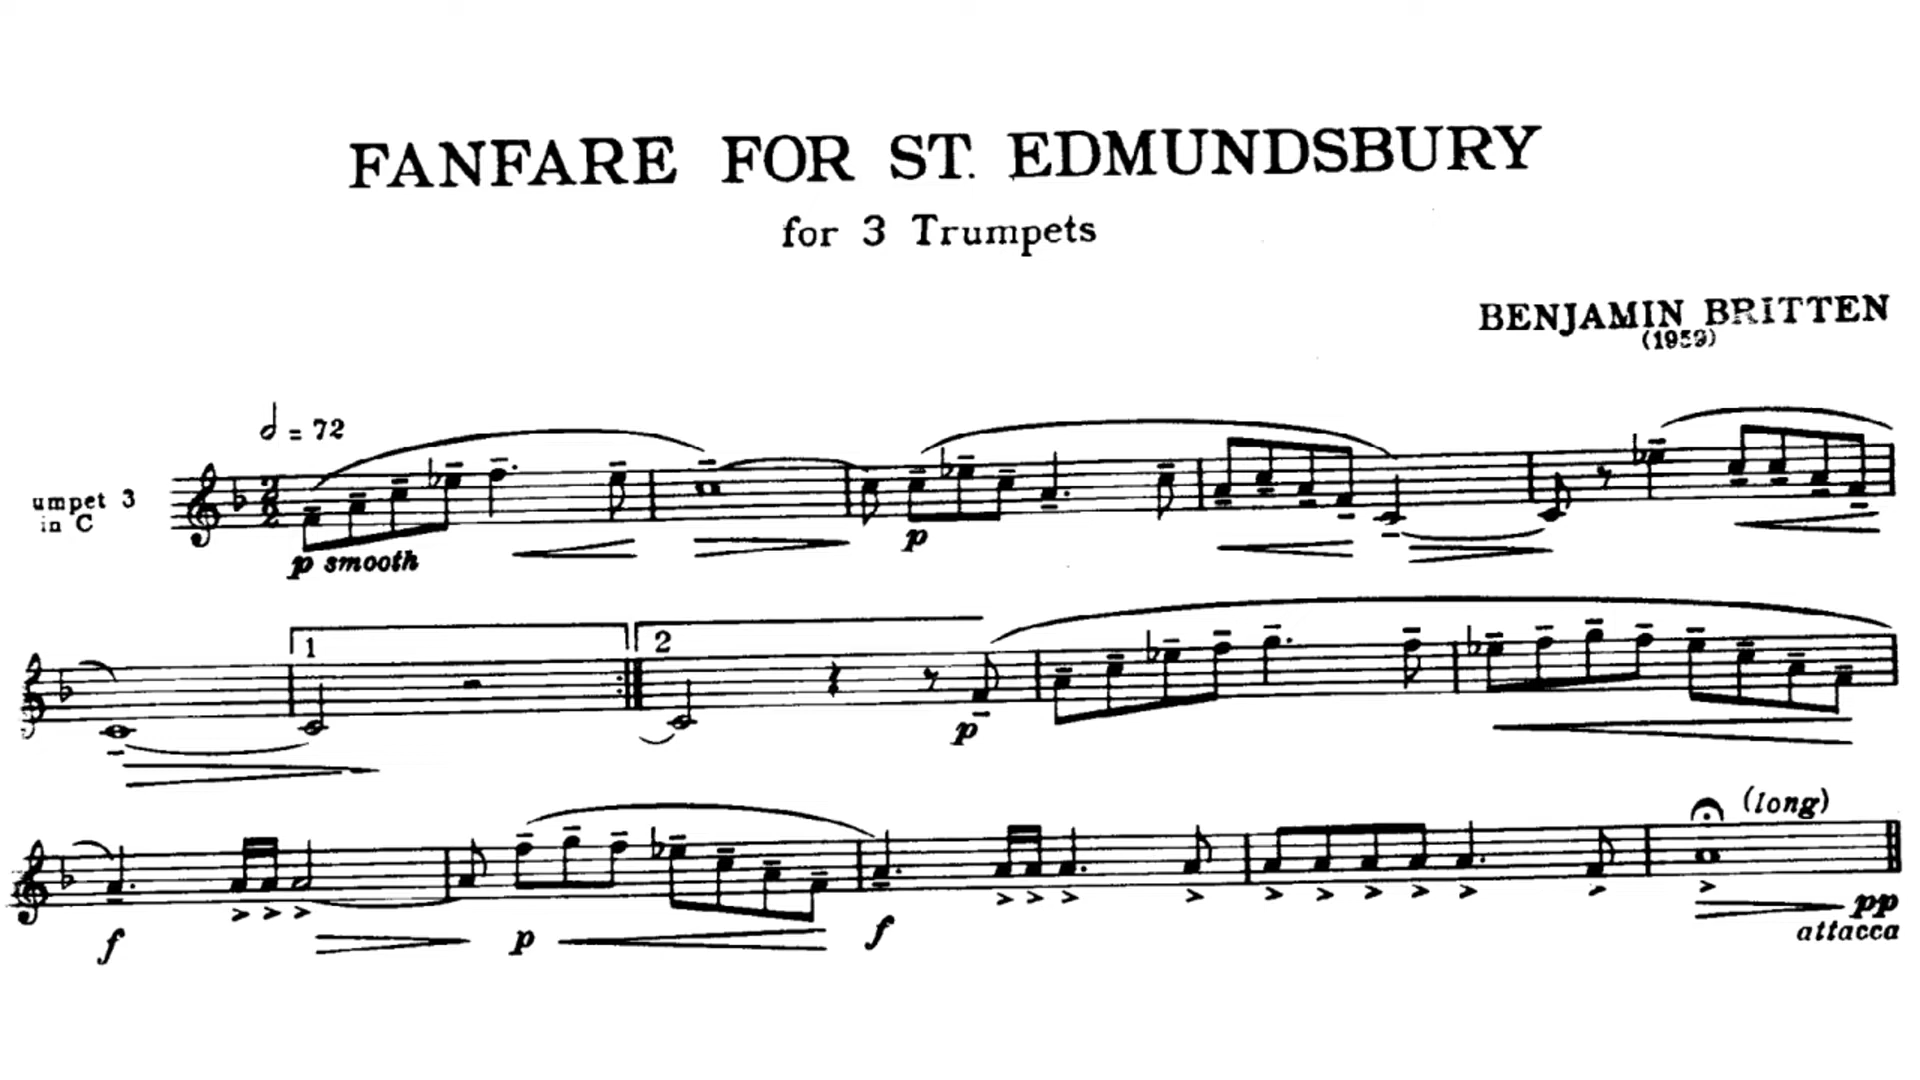 FANFARE FOR ST. EDMUNDSBURY
for 3 Trumpets
BENJAMIN BRITTEN
(1959)
= 72
umpet 3
in C
p smooth
p
1
2
p
(long)
f
p
f
pp
attacca